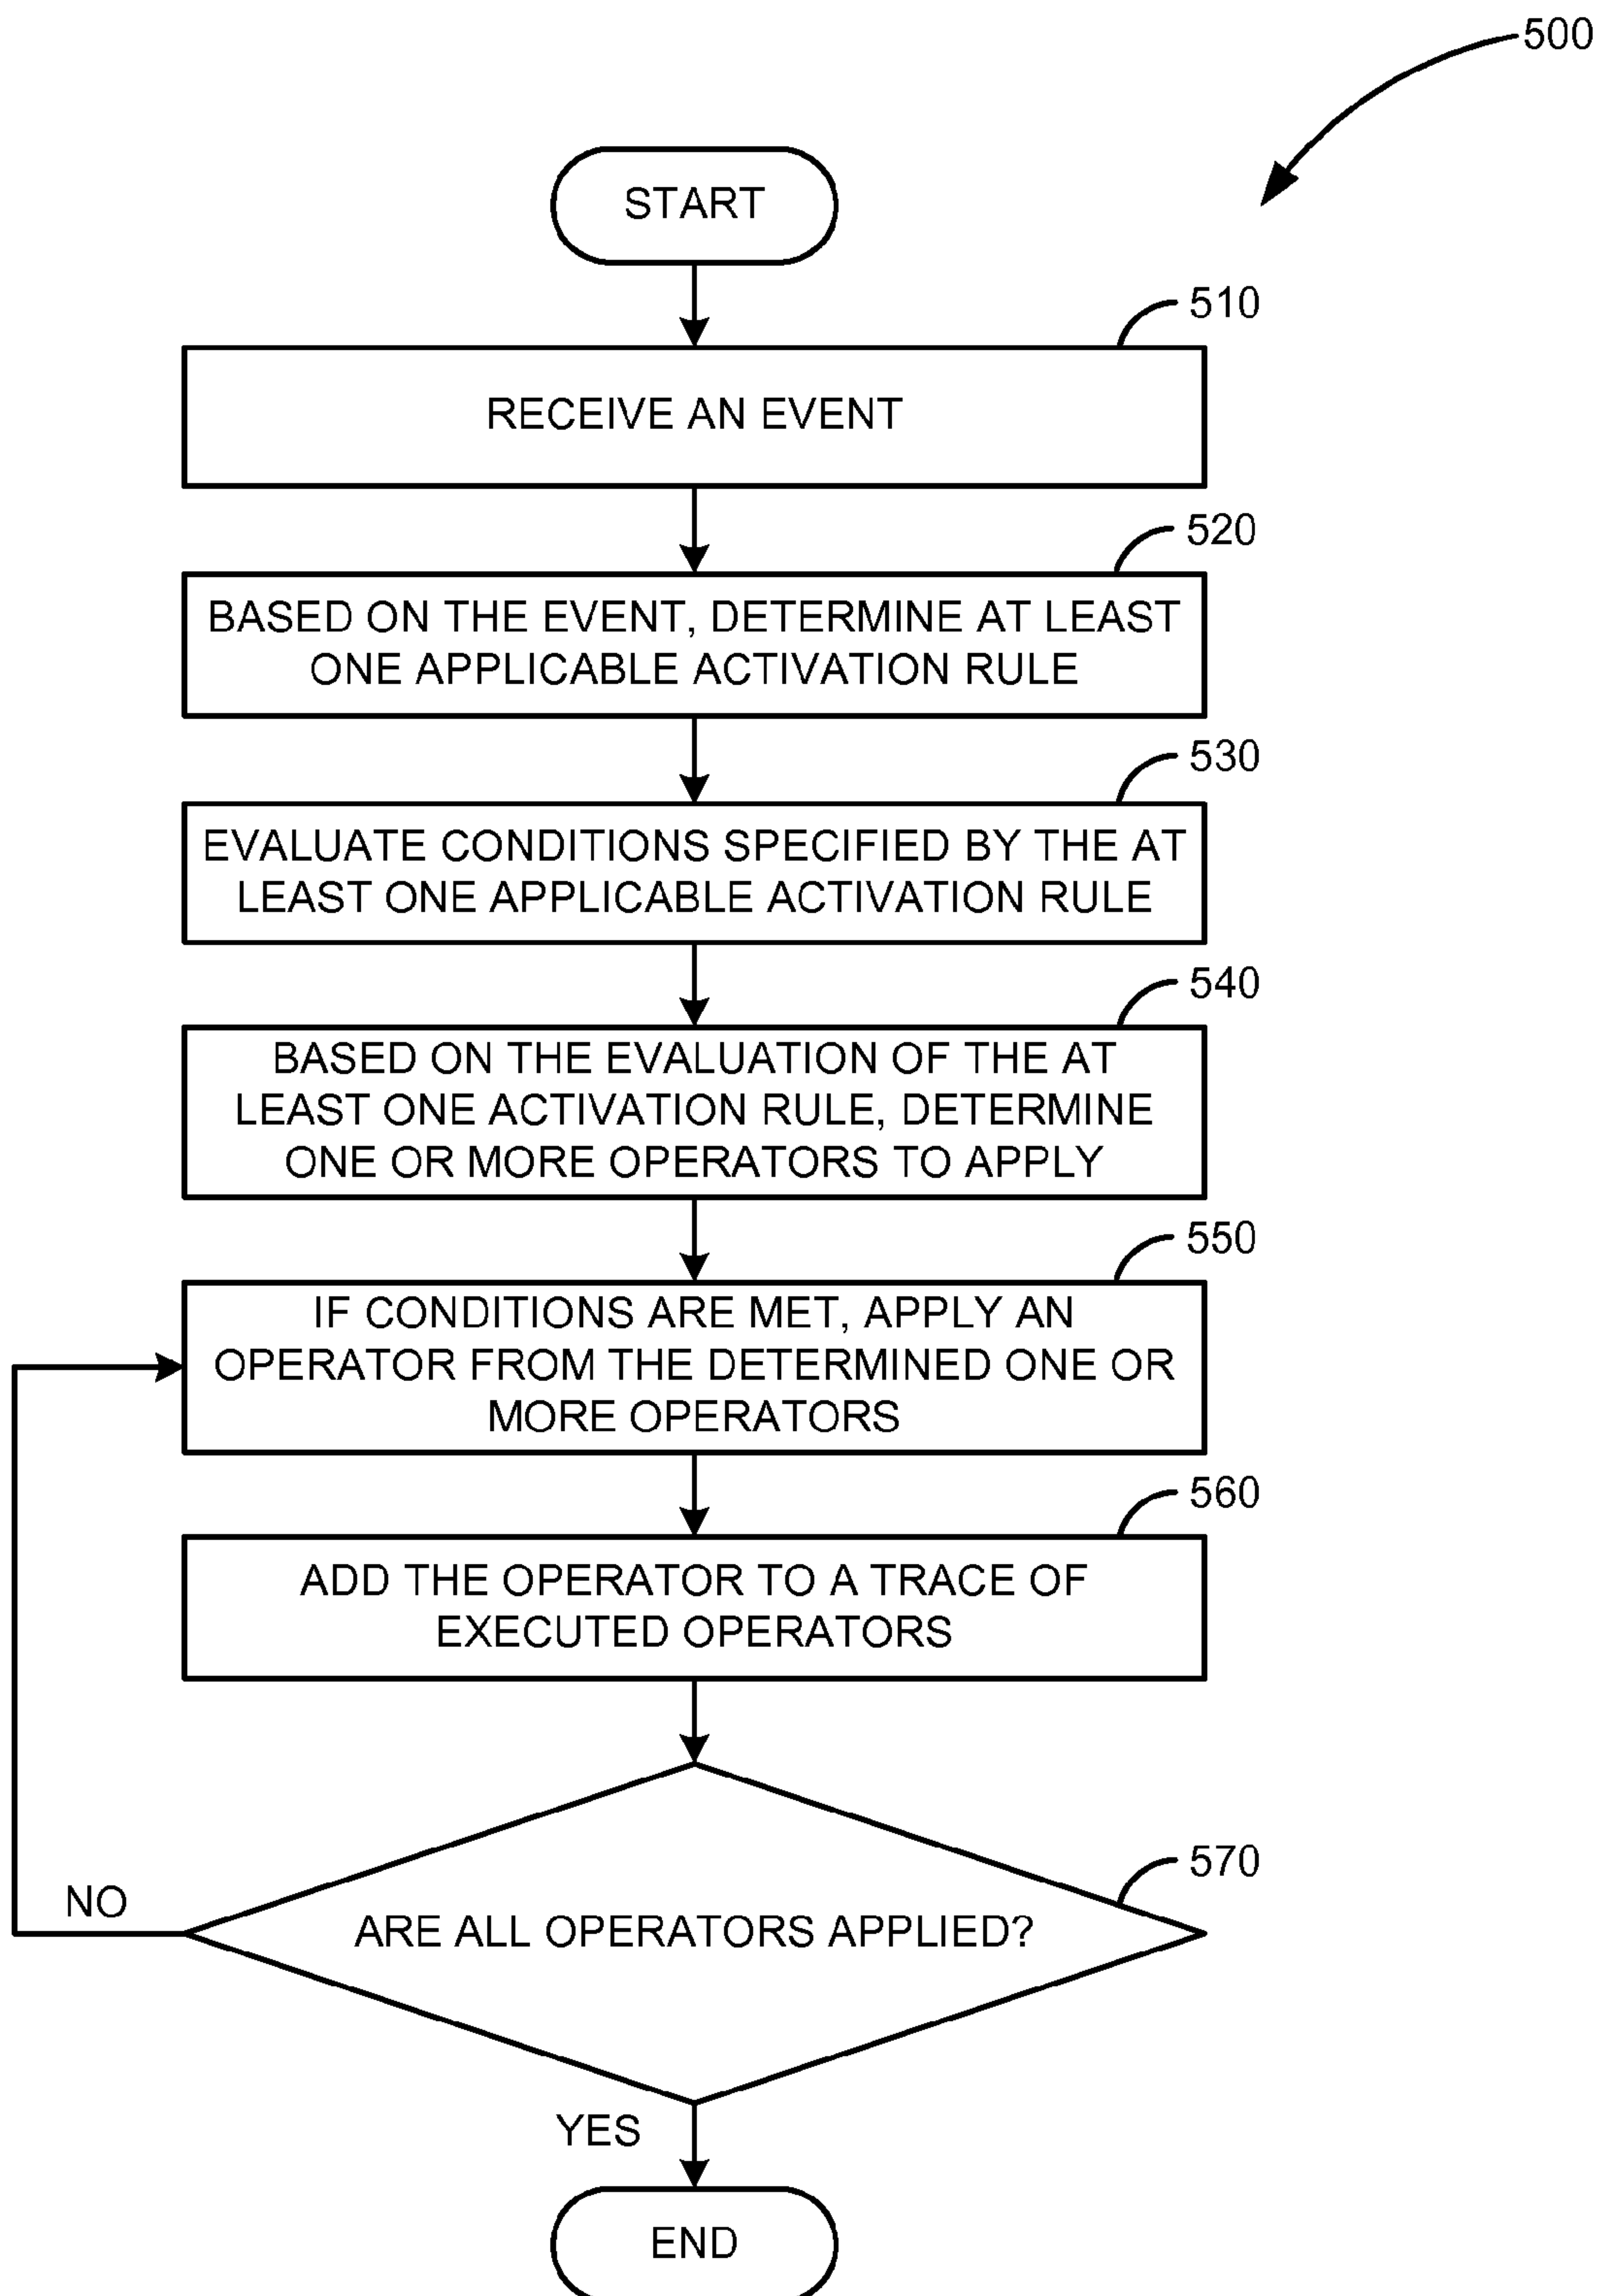 500
START
510
RECEIVE AN EVENT
520
BASED ON THE EVENT, DETERMINE AT LEAST
ONE APPLICABLE ACTIVATION RULE
530
EVALUATE CONDITIONS SPECIFIED BY THE AT
LEAST ONE APPLICABLE ACTIVATION RULE
540
BASED ON THE EVALUATION OF THE AT
LEAST ONE ACTIVATION RULE, DETERMINE
ONE OR MORE OPERATORS TO APPLY
550
IF CONDITIONS ARE MET, APPLY AN
OPERATOR FROM THE DETERMINED ONE OR
MORE OPERATORS
560
ADD THE OPERATOR TO A TRACE OF
EXECUTED OPERATORS
570
NO
ARE ALL OPERATORS APPLIED?
YES
END